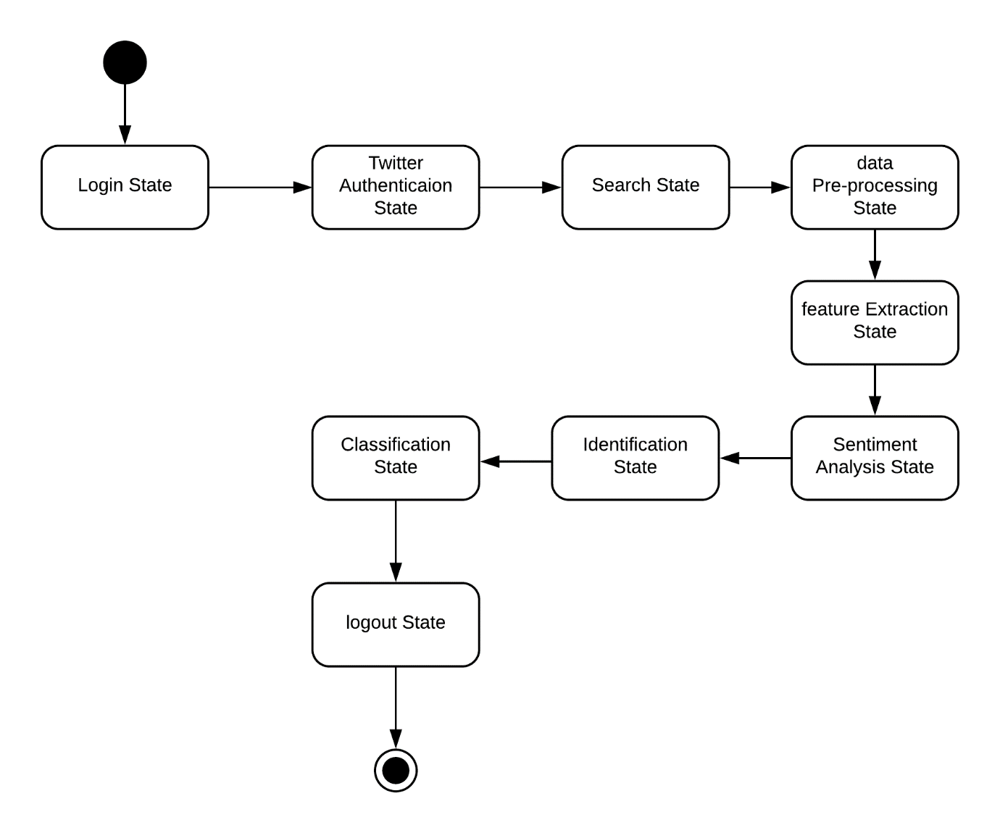 Login State
Twitter
Authenticaion
State
Search State
data
Pre-processing
State
feature Extraction
State
Sentiment
Analysis State
Identification
State
Classification
State
logout State